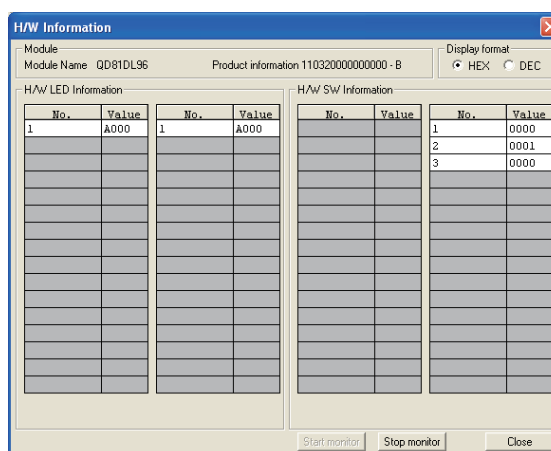 H/W Information
Module
Module Name QD81DL96 Product information 110320000000000 - B
Display format
HEX DEC
H/W LED Information
No. Value No. Value
1 A000 1 A000
H/W SW Information
No. Value No. Value
1 0000
2 0001
3 0000
Start monitor Stop monitor Close